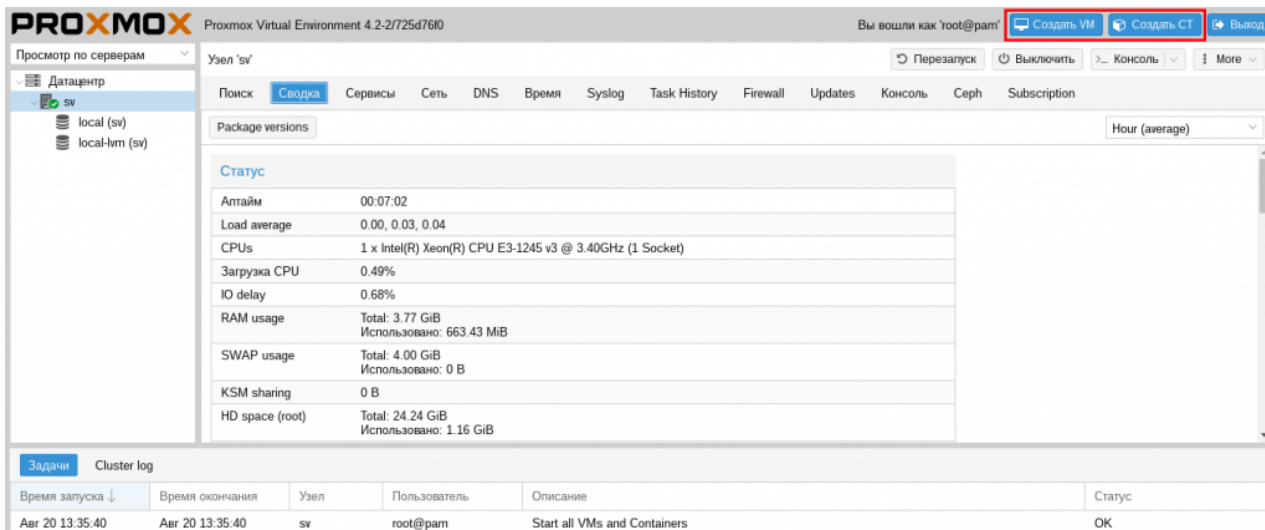 PROXMOX Proxmox Virtual Environment 4.2-2/725d76f0 Вы вошли как 'root@pam' Создать VM Создать CT Выход
Просмотр по серверам
Узел 'sv' Перезапуск Выключить Консоль More
Датацентр
sv
local (sv)
local-lvm (sv)
Поиск Сводка Сервисы Сеть DNS Время Syslog Task History Firewall Updates Консоль Ceph Subscription
Package versions Hour (average)
Статус
Аптайм 00:07:02
Load average 0.00, 0.03, 0.04
CPUs 1 x Intel(R) Xeon(R) CPU E3-1245 v3 @ 3.40GHz (1 Socket)
Загрузка CPU 0.49%
IO delay 0.68%
RAM usage Total: 3.77 GiB
Использовано: 663.43 MiB
SWAP usage Total: 4.00 GiB
Использовано: 0 B
KSM sharing 0 B
HD space (root) Total: 24.24 GiB
Использовано: 1.16 GiB
Задачи Cluster log
Время запуска Время окончания Узел Пользователь Описание Статус
Авг 20 13:35:40 Авг 20 13:35:40 sv root@pam Start all VMs and Containers OK